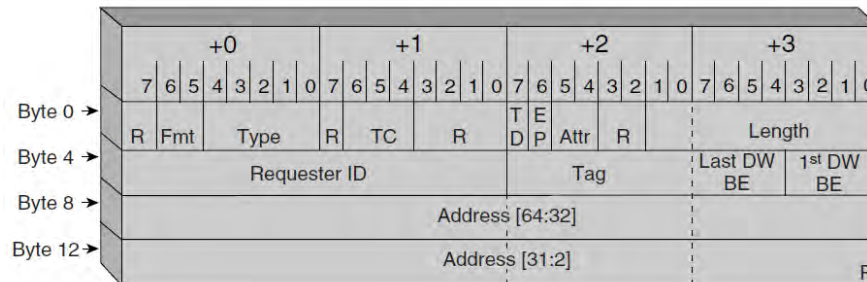 +0 +1 +2 +3
7 6 5 4 3 2 1 0 7 6 5 4 3 2 1 0 7 6 5 4 3 2 1 0 7 6 5 4 3 2 1 0
Byte 0
R Fmt Type R TC R TD EP Attr R Length
Byte 4
Requester ID Tag Last DW BE 1st DW BE
Byte 8
Address [64:32]
Byte 12
Address [31:2] R